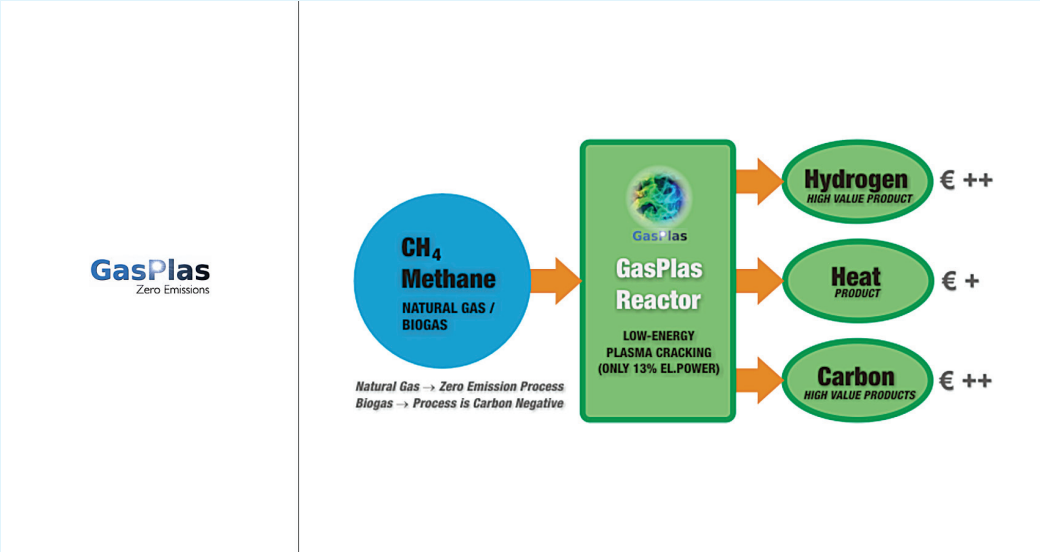 GasPlas
Zero Emissions
CH4
Methane
NATURAL GAS /
BIOGAS
Natural Gas → Zero Emission Process
Biogas → Process is Carbon Negative
GasPlas
GasPlas
Reactor
LOW-ENERGY
PLASMA CRACKING
(ONLY 13% EL.POWER)
Hydrogen
HIGH VALUE PRODUCT
€ ++
Heat
PRODUCT
€ +
Carbon
HIGH VALUE PRODUCTS
€ ++